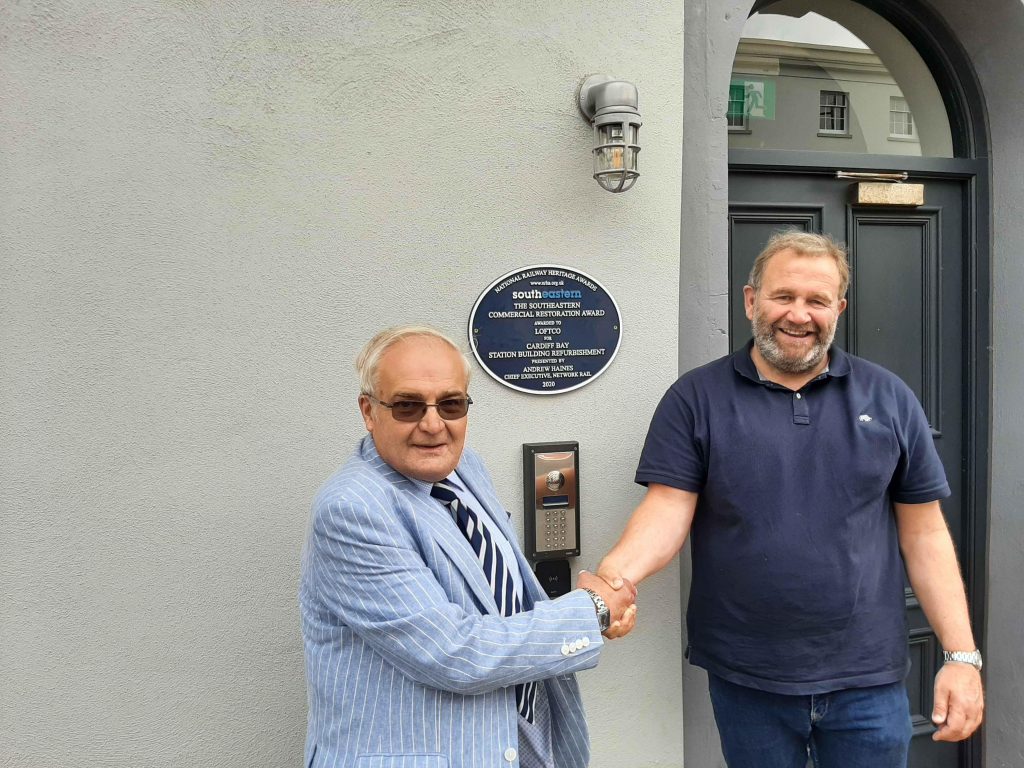 NATIONAL RAILWAY HERITAGE AWARDS
www.nrha.org.uk
southeastern
THE SOUTHEASTERN
COMMERCIAL RESTORATION AWARD
AWARDED TO
LOFTCO
FOR
CARDIFF BAY
STATION BUILDING REFURBISHMENT
PRESENTED BY
ANDREW HAINES
CHIEF EXECUTIVE, NETWORK RAIL
2020